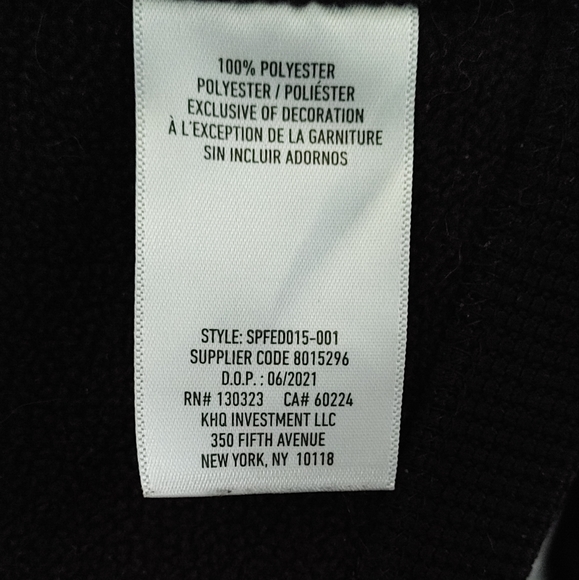 100% POLYESTER
POLYESTER / POLIÉSTER
EXCLUSIVE OF DECORATION
À L'EXCEPTION DE LA GARNITURE
SIN INCLUIR ADORNOS
STYLE: SPFED015-001
SUPPLIER CODE 8015296
D.O.P. : 06/2021
RN# 130323 CA# 60224
KHQ INVESTMENT LLC
350 FIFTH AVENUE
NEW YORK, NY 10118